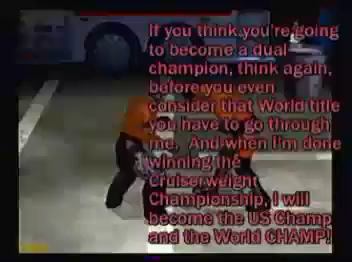 If you think you're going
to become a dual
champion, think again,
before you even
consider that World title
you have to go through
me. And when I'm done
winning the
Cruiserweight
Championship, I will
become the US Champ
and the World CHAMP!